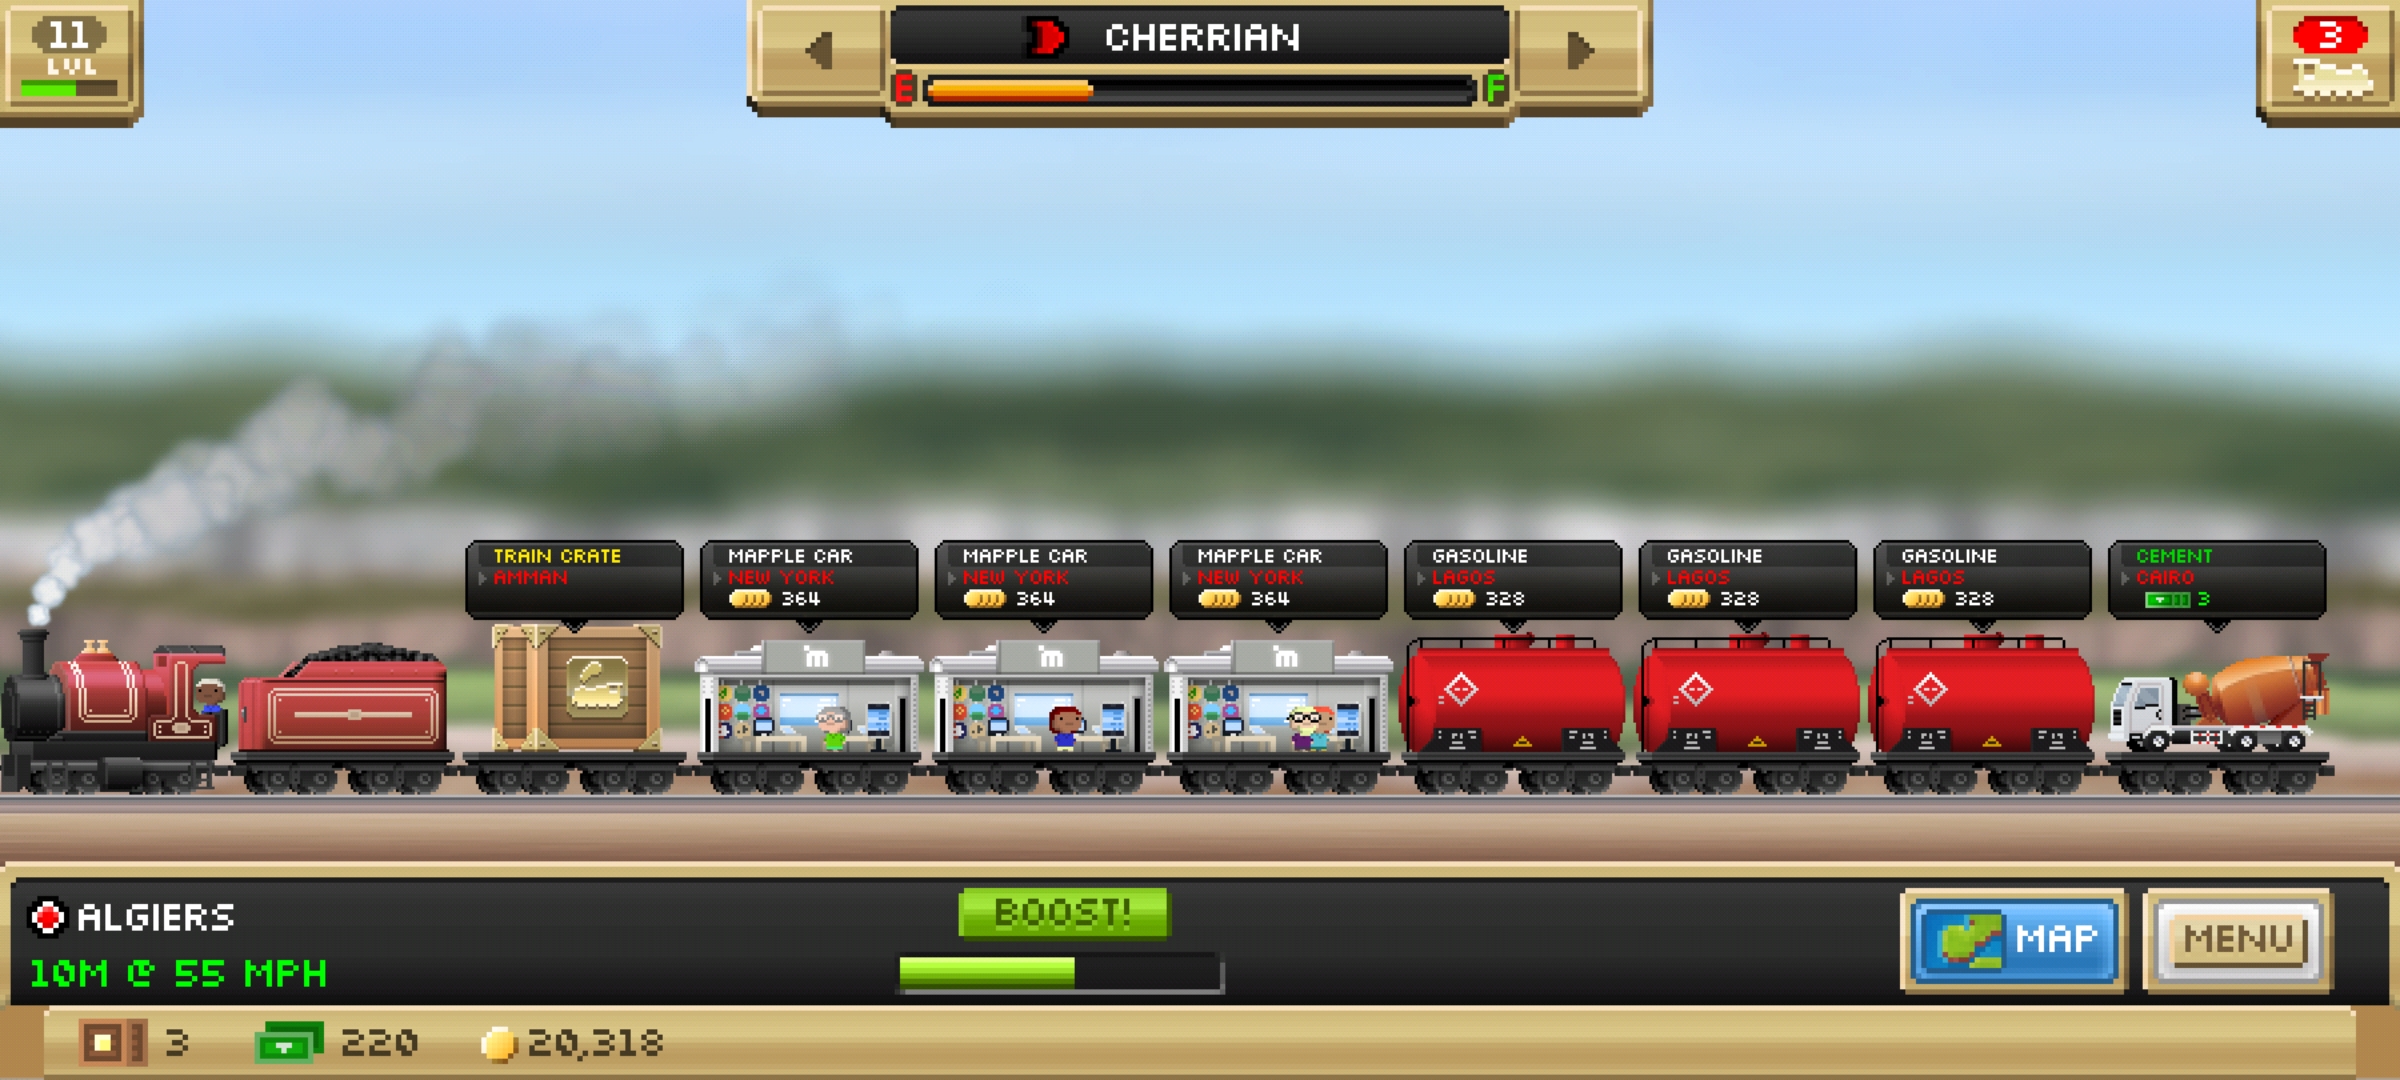 11
LVL
CHERRIAN
E F
3
TRAIN CRATE
AMMAN
MAPPLE CAR
NEW YORK
364
MAPPLE CAR
NEW YORK
364
MAPPLE CAR
NEW YORK
364
GASOLINE
LAGOS
328
GASOLINE
LAGOS
328
GASOLINE
LAGOS
328
CEMENT
CAIRO
3
m
m
m
ALGIERS
10M @ 55 MPH
BOOST!
MAP
MENU
3
220
20,318